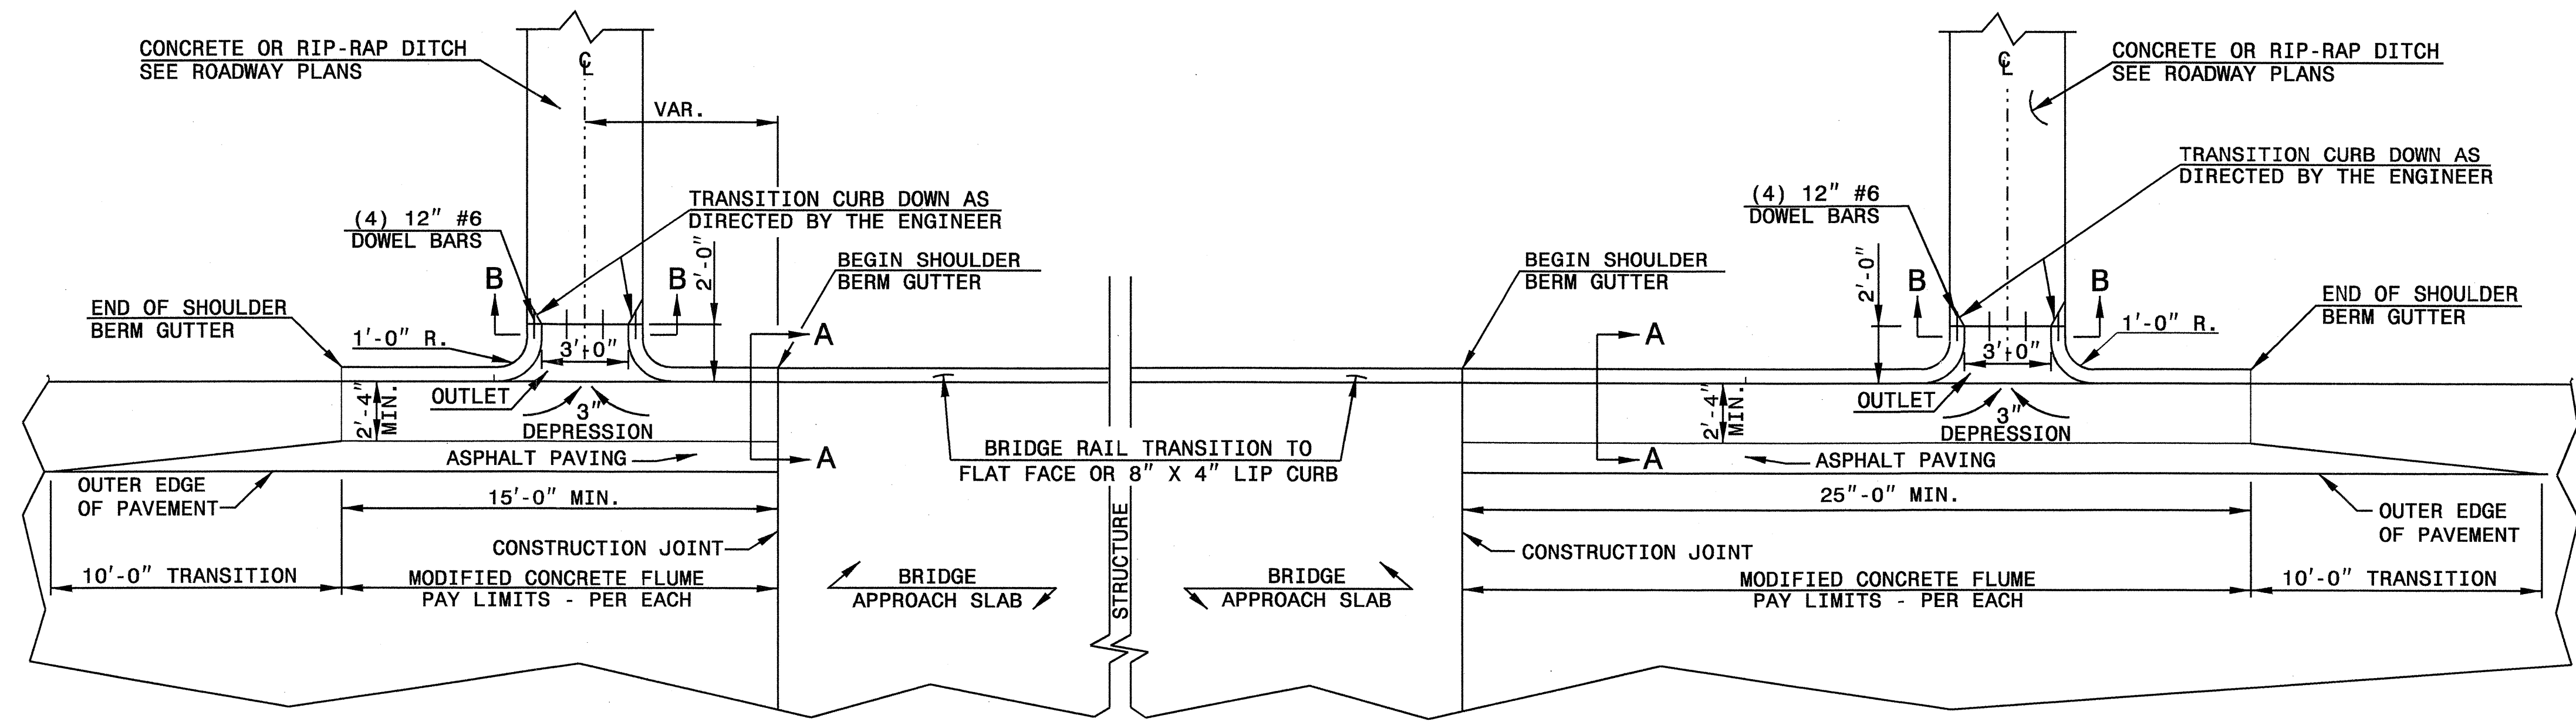 CONCRETE OR RIP-RAP DITCH
SEE ROADWAY PLANS
℄
VAR.
TRANSITION CURB DOWN AS
DIRECTED BY THE ENGINEER
(4) 12" #6
DOWEL BARS
B
B
2'-0"
BEGIN SHOULDER
BERM GUTTER
END OF SHOULDER
BERM GUTTER
1'-0" R.
3'-0"
A
OUTLET
2'-4"
MIN.
3"
DEPRESSION
ASPHALT PAVING
A
OUTER EDGE
OF PAVEMENT
15'-0" MIN.
CONSTRUCTION JOINT
10'-0" TRANSITION
MODIFIED CONCRETE FLUME
PAY LIMITS - PER EACH
BRIDGE
APPROACH SLAB
BRIDGE RAIL TRANSITION TO
FLAT FACE OR 8" X 4" LIP CURB
STRUCTURE
BRIDGE
APPROACH SLAB
℄
CONCRETE OR RIP-RAP DITCH
SEE ROADWAY PLANS
TRANSITION CURB DOWN AS
DIRECTED BY THE ENGINEER
(4) 12" #6
DOWEL BARS
BEGIN SHOULDER
BERM GUTTER
2'-0"
B
B
END OF SHOULDER
BERM GUTTER
1'-0" R.
3'-0"
A
OUTLET
2'-4"
MIN.
3"
DEPRESSION
A
ASPHALT PAVING
25"-0" MIN.
OUTER EDGE
OF PAVEMENT
CONSTRUCTION JOINT
MODIFIED CONCRETE FLUME
PAY LIMITS - PER EACH
10'-0" TRANSITION